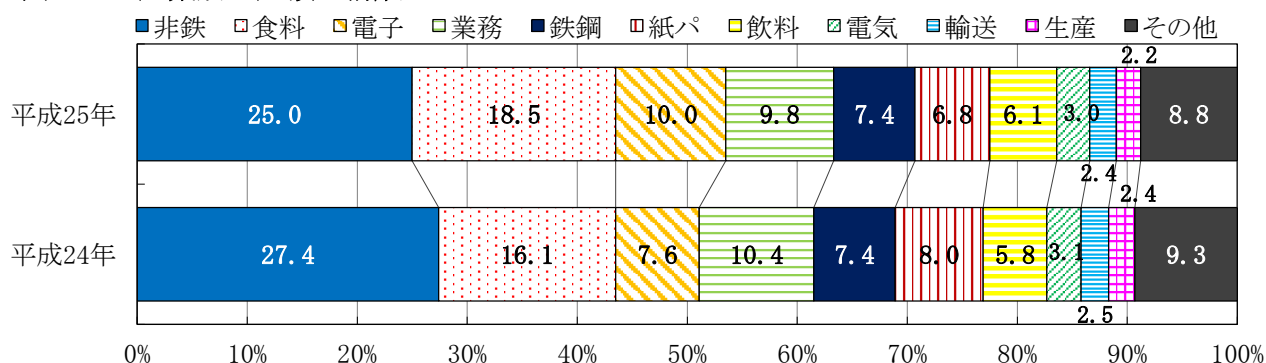 ■非鉄 食料 電子 業務 鉄鋼 紙パ 飲料 電気 輸送 生産 その他
2.2
平成25年 25.0 18.5 10.0 9.8 7.4 6.8 6.1 3.0 8.8
2.4
2.4
平成24年 27.4 16.1 7.6 10.4 7.4 8.0 5.8 3.1 9.3
2.5
0% 10% 20% 30% 40% 50% 60% 70% 80% 90% 100%